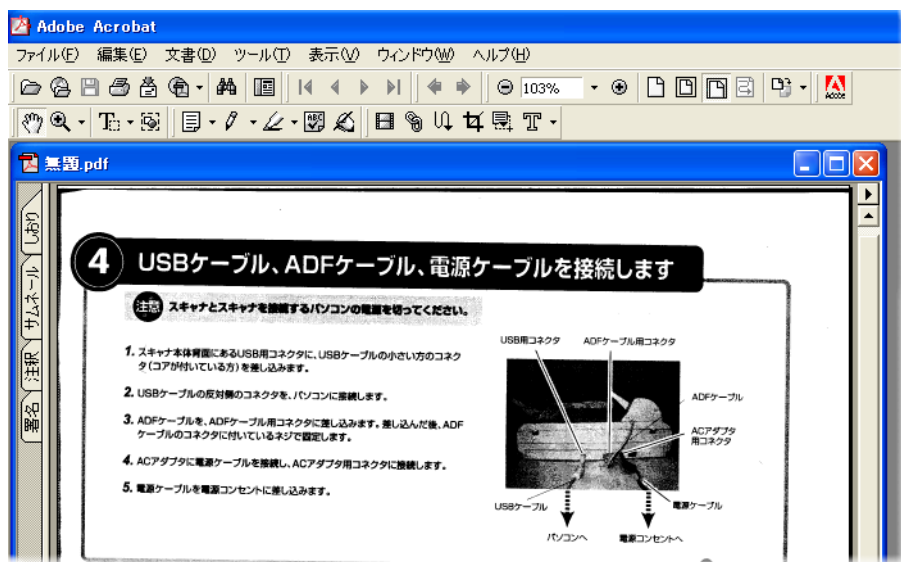 Adobe Acrobat
ファイル(F) 編集(E) 文書(D) ツール(T) 表示(V) ウィンドウ(W) ヘルプ(H)
103%
Adobe
無題.pdf
しおり
サムネール
注釈
署名
4 USBケーブル、ADFケーブル、電源ケーブルを接続します
注意 スキャナとスキャナを接続するパソコンの電源を切ってください。
1. スキャナ本体背面にあるUSB用コネクタに、USBケーブルの小さい方のコネク
タ(コアが付いている方)を差し込みます。
2. USBケーブルの反対側のコネクタを、パソコンに接続します。
3. ADFケーブルを、ADFケーブル用コネクタに差し込みます。差し込んだ後、ADF
ケーブルのコネクタに付いているネジで固定します。
4. ACアダプタに電源ケーブルを接続し、ACアダプタ用コネクタに接続します。
5. 電源ケーブルを電源コンセントに差し込みます。
USB用コネクタ ADFケーブル用コネクタ
ADFケーブル
ACアダプタ
用コネクタ
USBケーブル 電源ケーブル
パソコンへ 電源コンセントへ